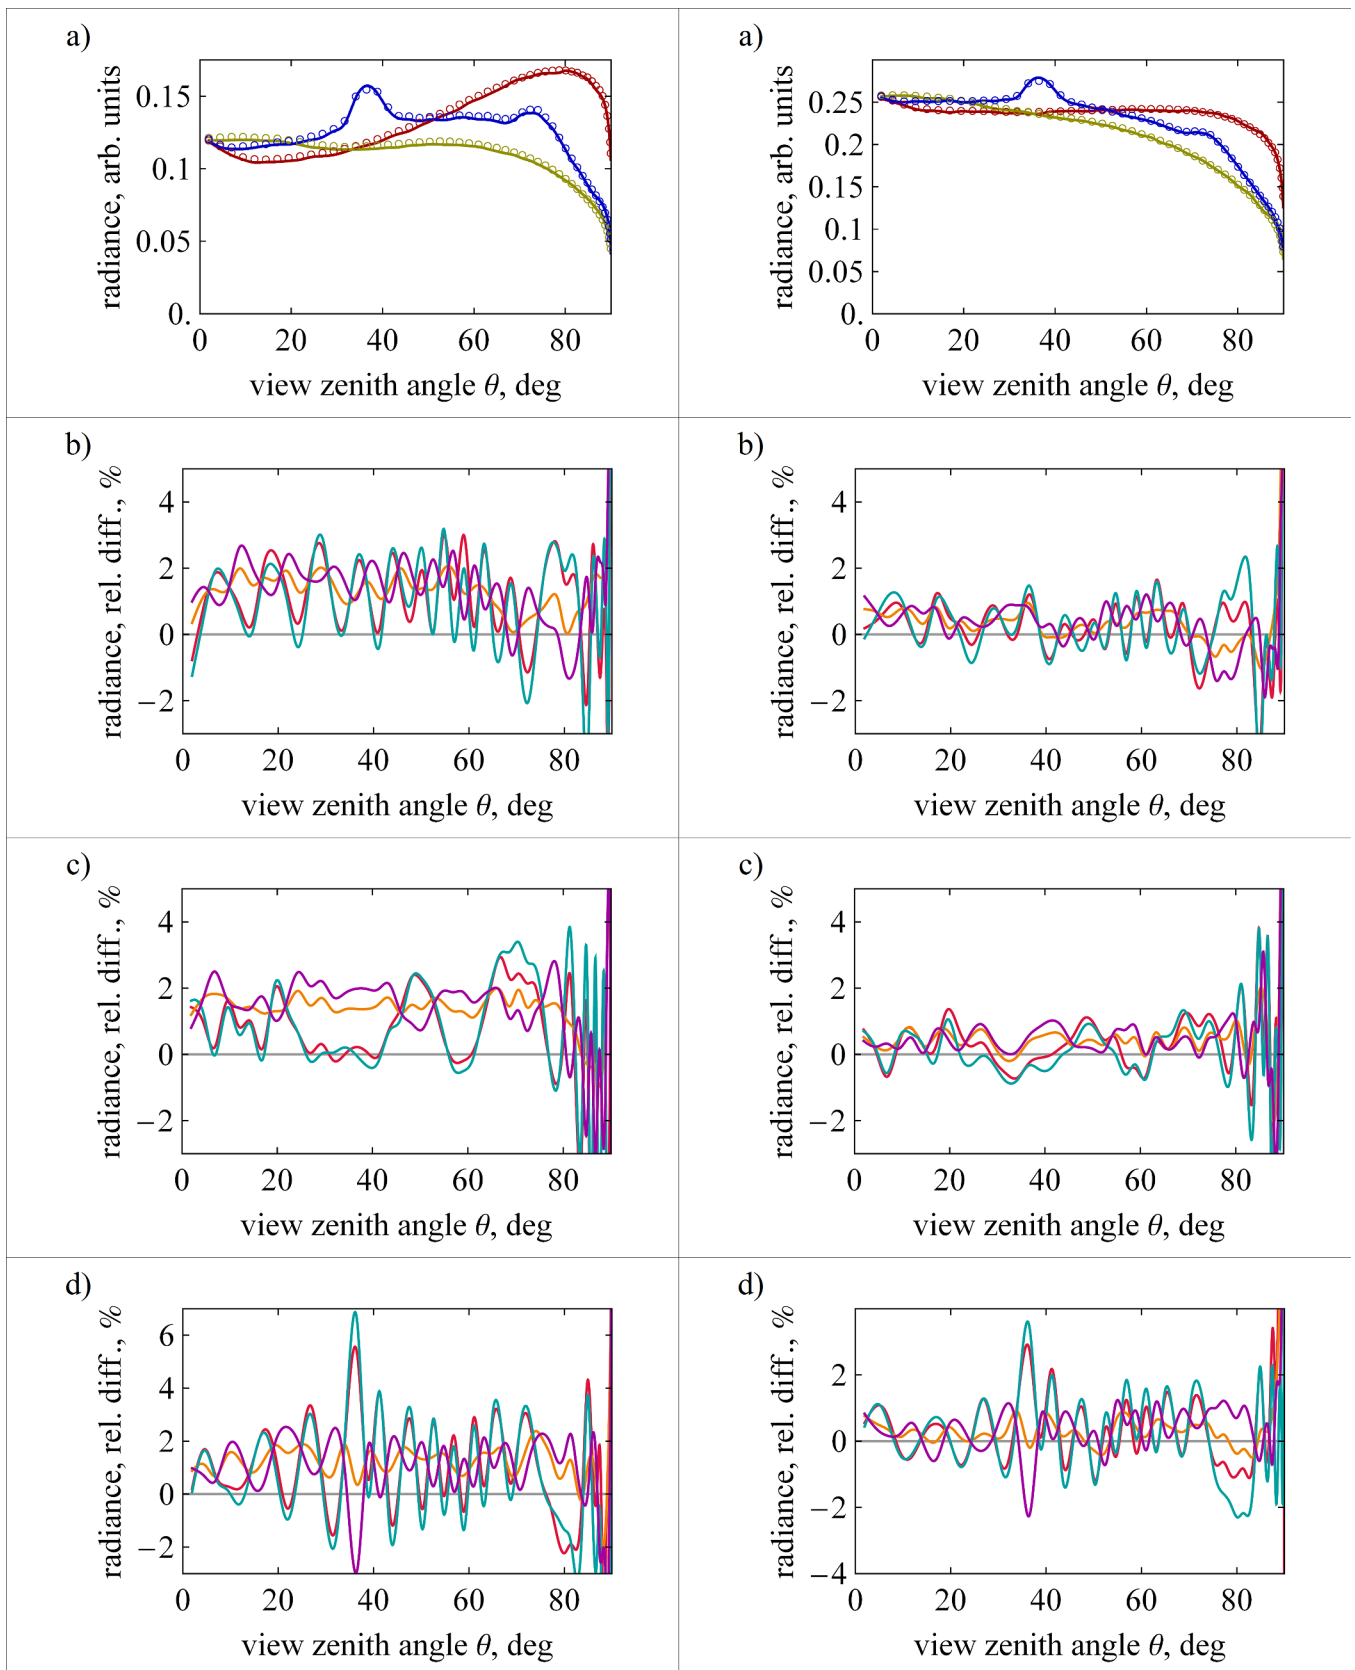 a)
radiance, arb. units
0.15
0.1
0.05
0.
0 20 40 60 80
view zenith angle θ, deg
a)
radiance, arb. units
0.25
0.2
0.15
0.1
0.05
0.
0 20 40 60 80
view zenith angle θ, deg
b)
radiance, rel. diff., %
4
2
0
−2
0 20 40 60 80
view zenith angle θ, deg
b)
radiance, rel. diff., %
4
2
0
−2
0 20 40 60 80
view zenith angle θ, deg
c)
radiance, rel. diff., %
4
2
0
−2
0 20 40 60 80
view zenith angle θ, deg
c)
radiance, rel. diff., %
4
2
0
−2
0 20 40 60 80
view zenith angle θ, deg
d)
radiance, rel. diff., %
6
4
2
0
−2
0 20 40 60 80
view zenith angle θ, deg
d)
radiance, rel. diff., %
2
0
−2
−4
0 20 40 60 80
view zenith angle θ, deg